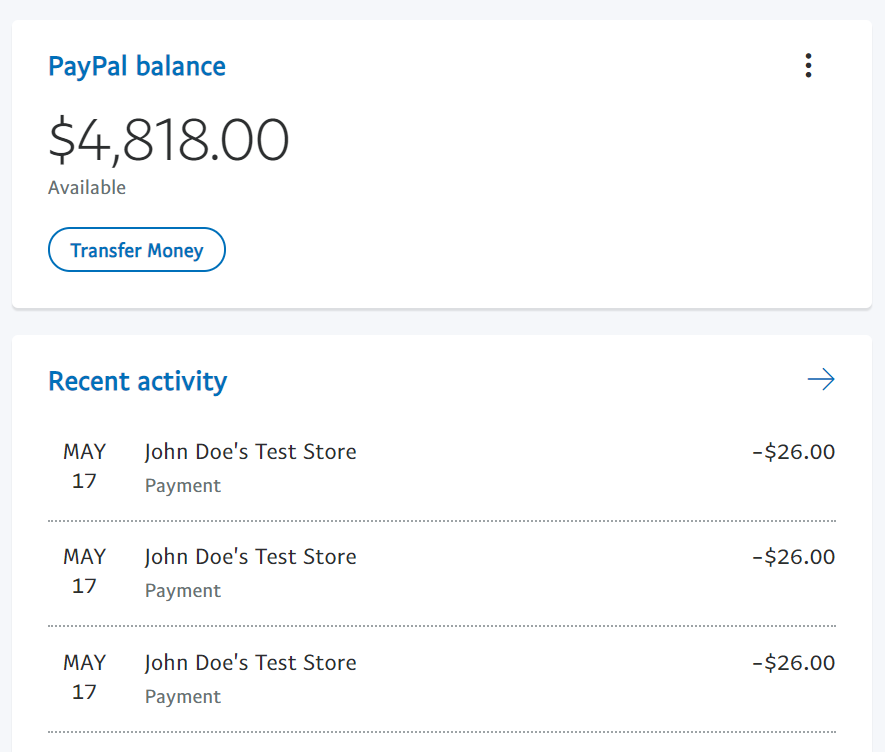 PayPal balance
$4,818.00
Available
Transfer Money
Recent activity
MAY 17 John Doe's Test Store -$26.00
Payment
MAY 17 John Doe's Test Store -$26.00
Payment
MAY 17 John Doe's Test Store -$26.00
Payment